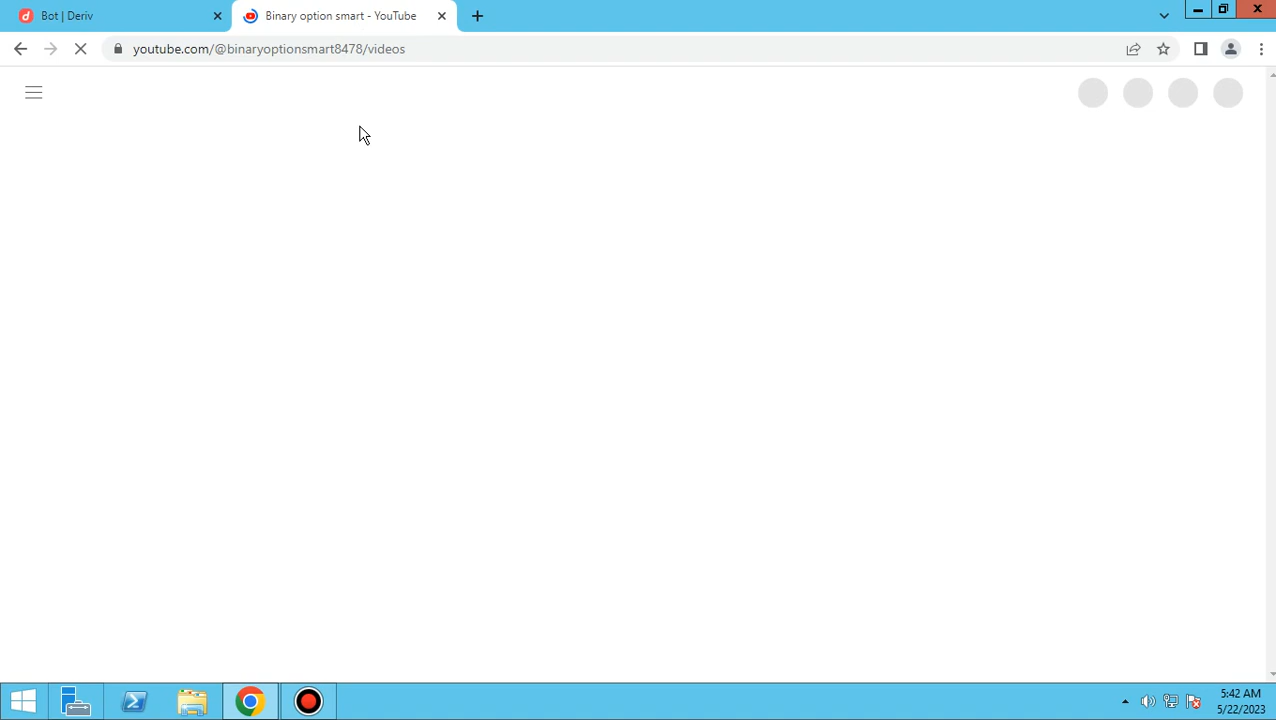 Bot | Deriv
Binary option smart - YouTube
youtube.com/@binaryoptionsmart8478/videos
5:42 AM
5/22/2023